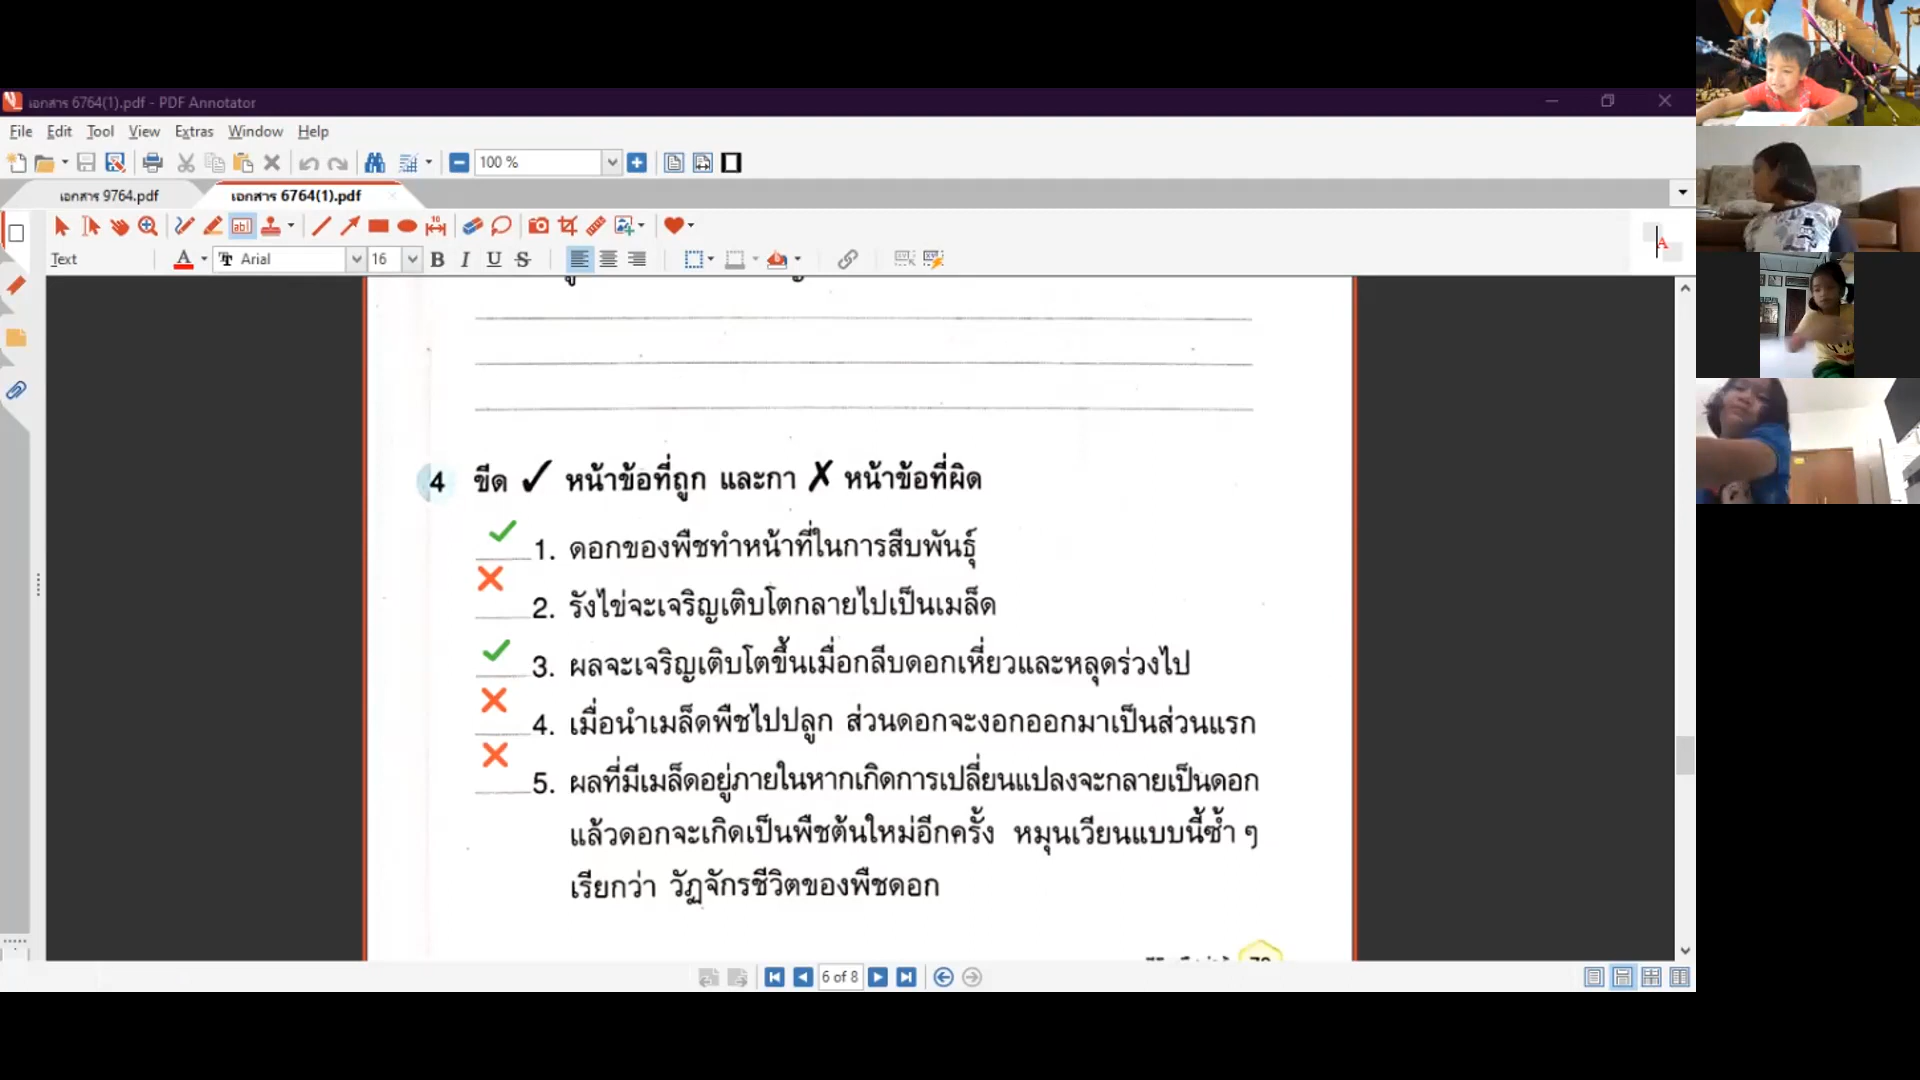 เอกสาร 6764(1).pdf - PDF Annotator
File Edit Tool View Extras Window Help
100 %
เอกสาร 9764.pdf เอกสาร 6764(1).pdf
Text A Arial 16 B I U S
4 ขีด ✓ หน้าข้อที่ถูก และกา ✗ หน้าข้อที่ผิด
1. ดอกของพืชทำหน้าที่ในการสืบพันธุ์
2. รังไข่จะเจริญเติบโตกลายไปเป็นเมล็ด
3. ผลจะเจริญเติบโตขึ้นเมื่อกลีบดอกเหี่ยวและหลุดร่วงไป
4. เมื่อนำเมล็ดพืชไปปลูก ส่วนดอกจะงอกออกมาเป็นส่วนแรก
5. ผลที่มีเมล็ดอยู่ภายในหากเกิดการเปลี่ยนแปลงจะกลายเป็นดอก
แล้วดอกจะเกิดเป็นพืชต้นใหม่อีกครั้ง หมุนเวียนแบบนี้ซ้ำ ๆ
เรียกว่า วัฏจักรชีวิตของพืชดอก
6 of 8